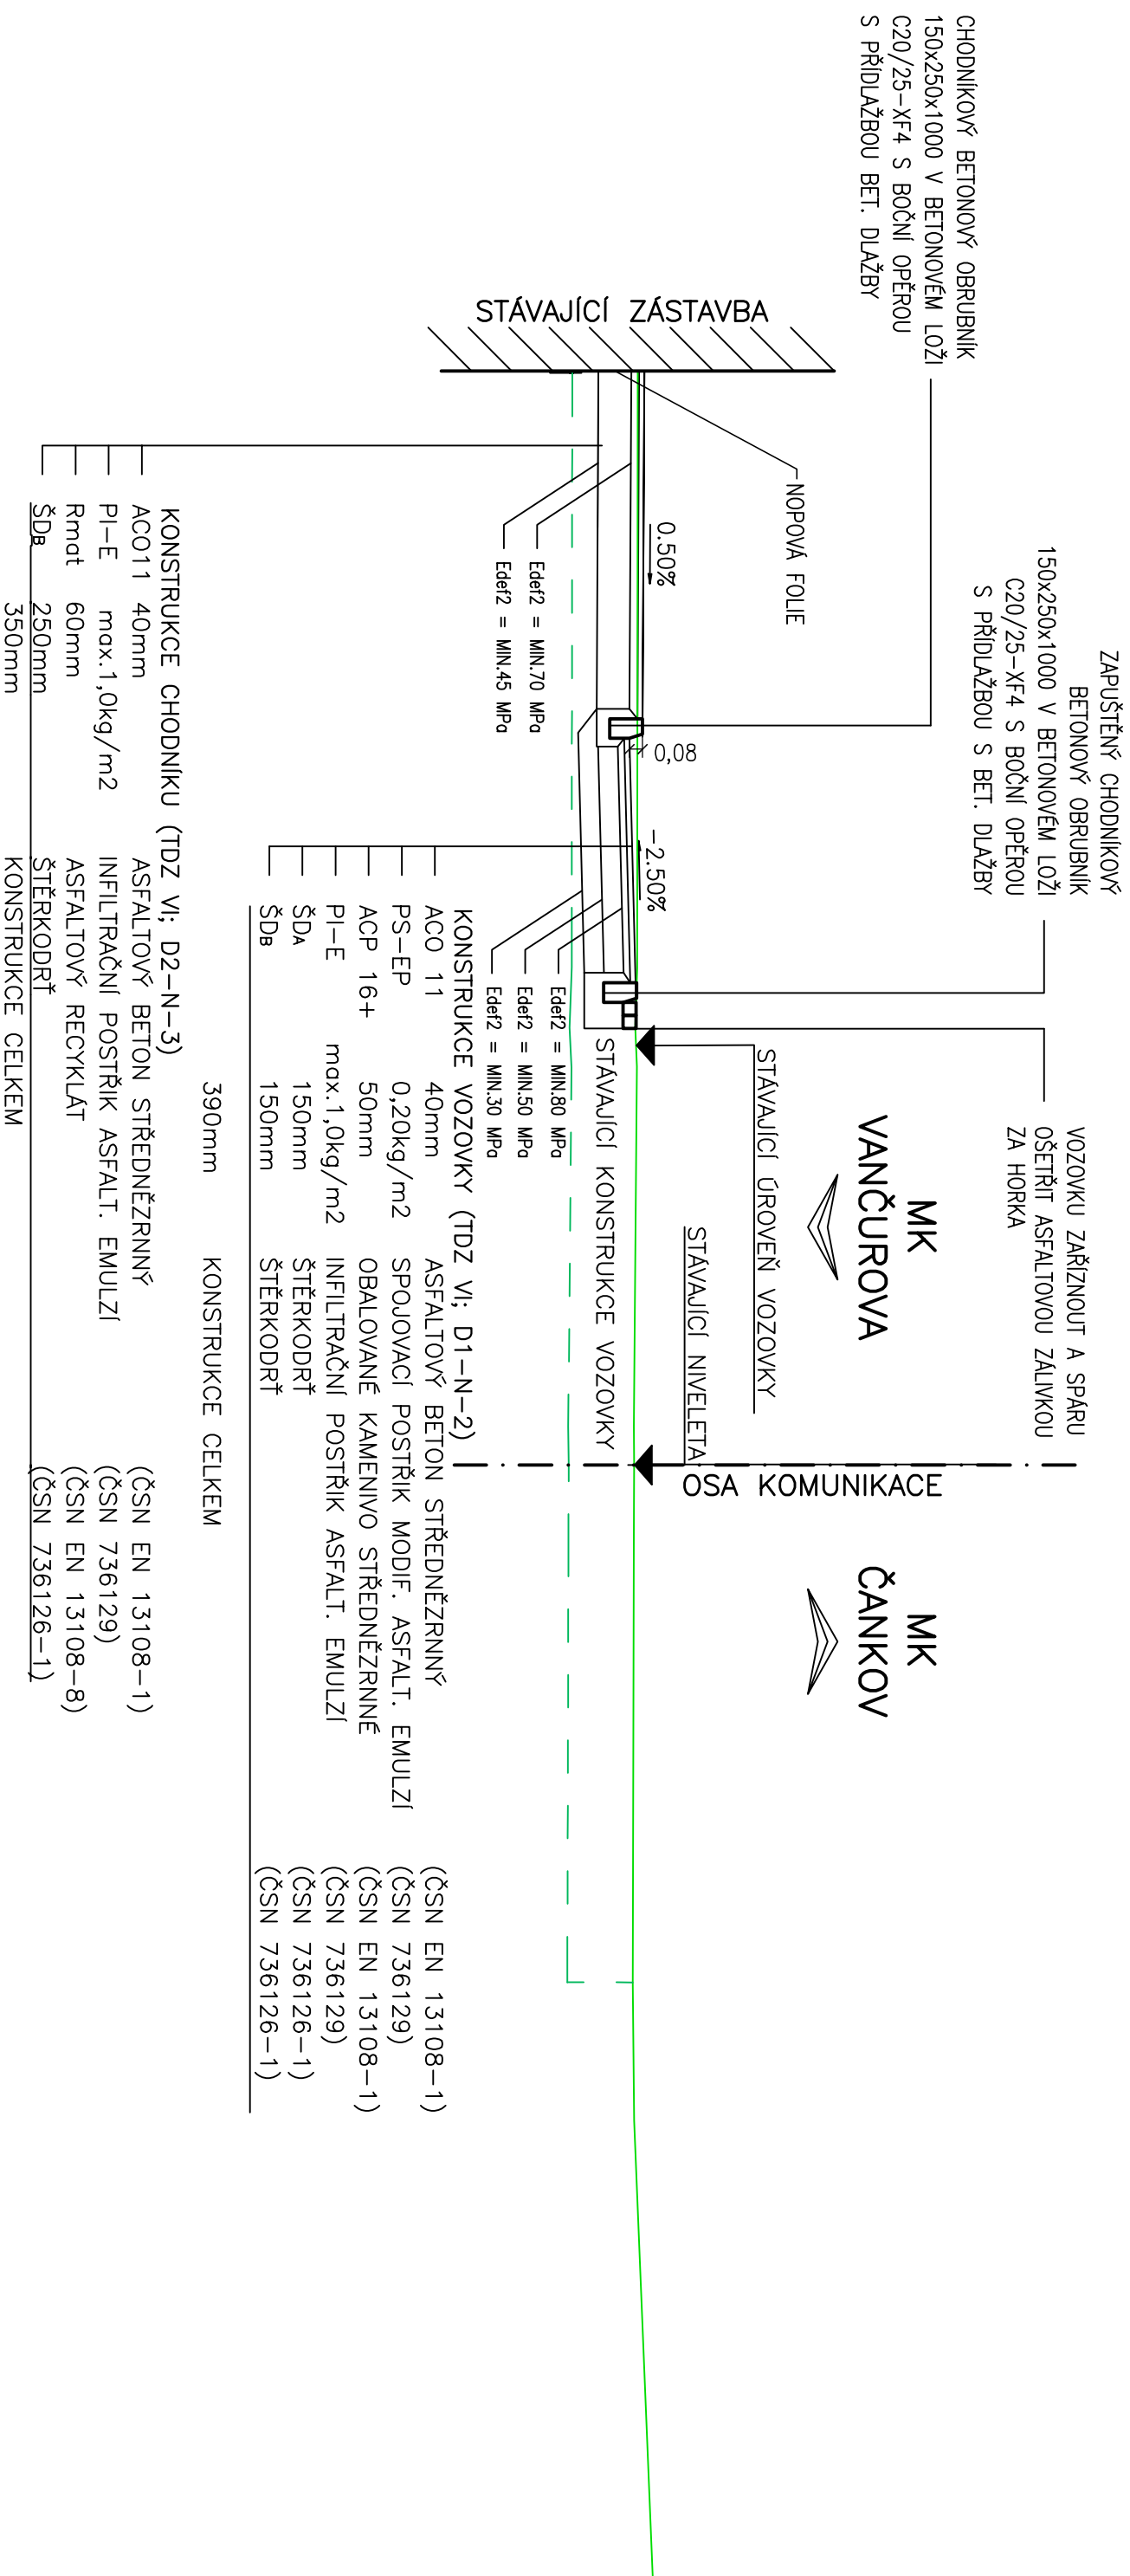 CHODNÍKOVÝ BETONOVÝ OBRUBNÍK
150x250x1000 V BETONOVÉM LOŽI
C20/25-XF4 S BOČNÍ OPĚROU
S PŘÍDLAŽBOU BET. DLAŽBY
ZAPUŠTĚNÝ CHODNÍKOVÝ
BETONOVÝ OBRUBNÍK
150x250x1000 V BETONOVÉM LOŽI
C20/25-XF4 S BOČNÍ OPĚROU
S PŘÍDLAŽBOU S BET. DLAŽBY
VOZOVKU ZAŘÍZNOUT A SPÁRU
OŠETŘIT ASFALTOVOU ZÁLIVKOU
ZA HORKA
MK
VANČUROVA
MK
ČANKOV
STÁVAJÍCÍ ZÁSTAVBA
NOPOVÁ FOLIE
0.50%
0,08
-2.50%
STÁVAJÍCÍ ÚROVEŇ VOZOVKY
STÁVAJÍCÍ NIVELETA
OSA KOMUNIKACE
STÁVAJÍCÍ KONSTRUKCE VOZOVKY
Edef2 = MIN.70 MPa
Edef2 = MIN.45 MPa
Edef2 = MIN.80 MPa
Edef2 = MIN.50 MPa
Edef2 = MIN.30 MPa
KONSTRUKCE VOZOVKY (TDZ VI; D1-N-2)
ACO 11 40mm ASFALTOVÝ BETON STŘEDNĚZRNNÝ (ČSN EN 13108-1)
PS-EP 0,20kg/m2 SPOJOVACÍ POSTŘIK MODIF. ASFALT. EMULZÍ (ČSN 736129)
ACP 16+ 50mm OBALOVANÉ KAMENIVO STŘEDNĚZRNNÉ (ČSN EN 13108-1)
PI-E max.1,0kg/m2 INFILTRAČNÍ POSTŘIK ASFALT. EMULZÍ (ČSN 736129)
ŠDA 150mm ŠTĚRKODRŤ (ČSN 736126-1)
ŠDB 150mm ŠTĚRKODRŤ (ČSN 736126-1)
390mm KONSTRUKCE CELKEM
KONSTRUKCE CHODNÍKU (TDZ VI; D2-N-3)
ACO11 40mm ASFALTOVÝ BETON STŘEDNĚZRNNÝ (ČSN EN 13108-1)
PI-E max.1,0kg/m2 INFILTRAČNÍ POSTŘIK ASFALT. EMULZÍ (ČSN 736129)
Rmat 60mm ASFALTOVÝ RECYKLÁT (ČSN EN 13108-8)
ŠDB 250mm ŠTĚRKODRŤ (ČSN 736126-1)
350mm KONSTRUKCE CELKEM